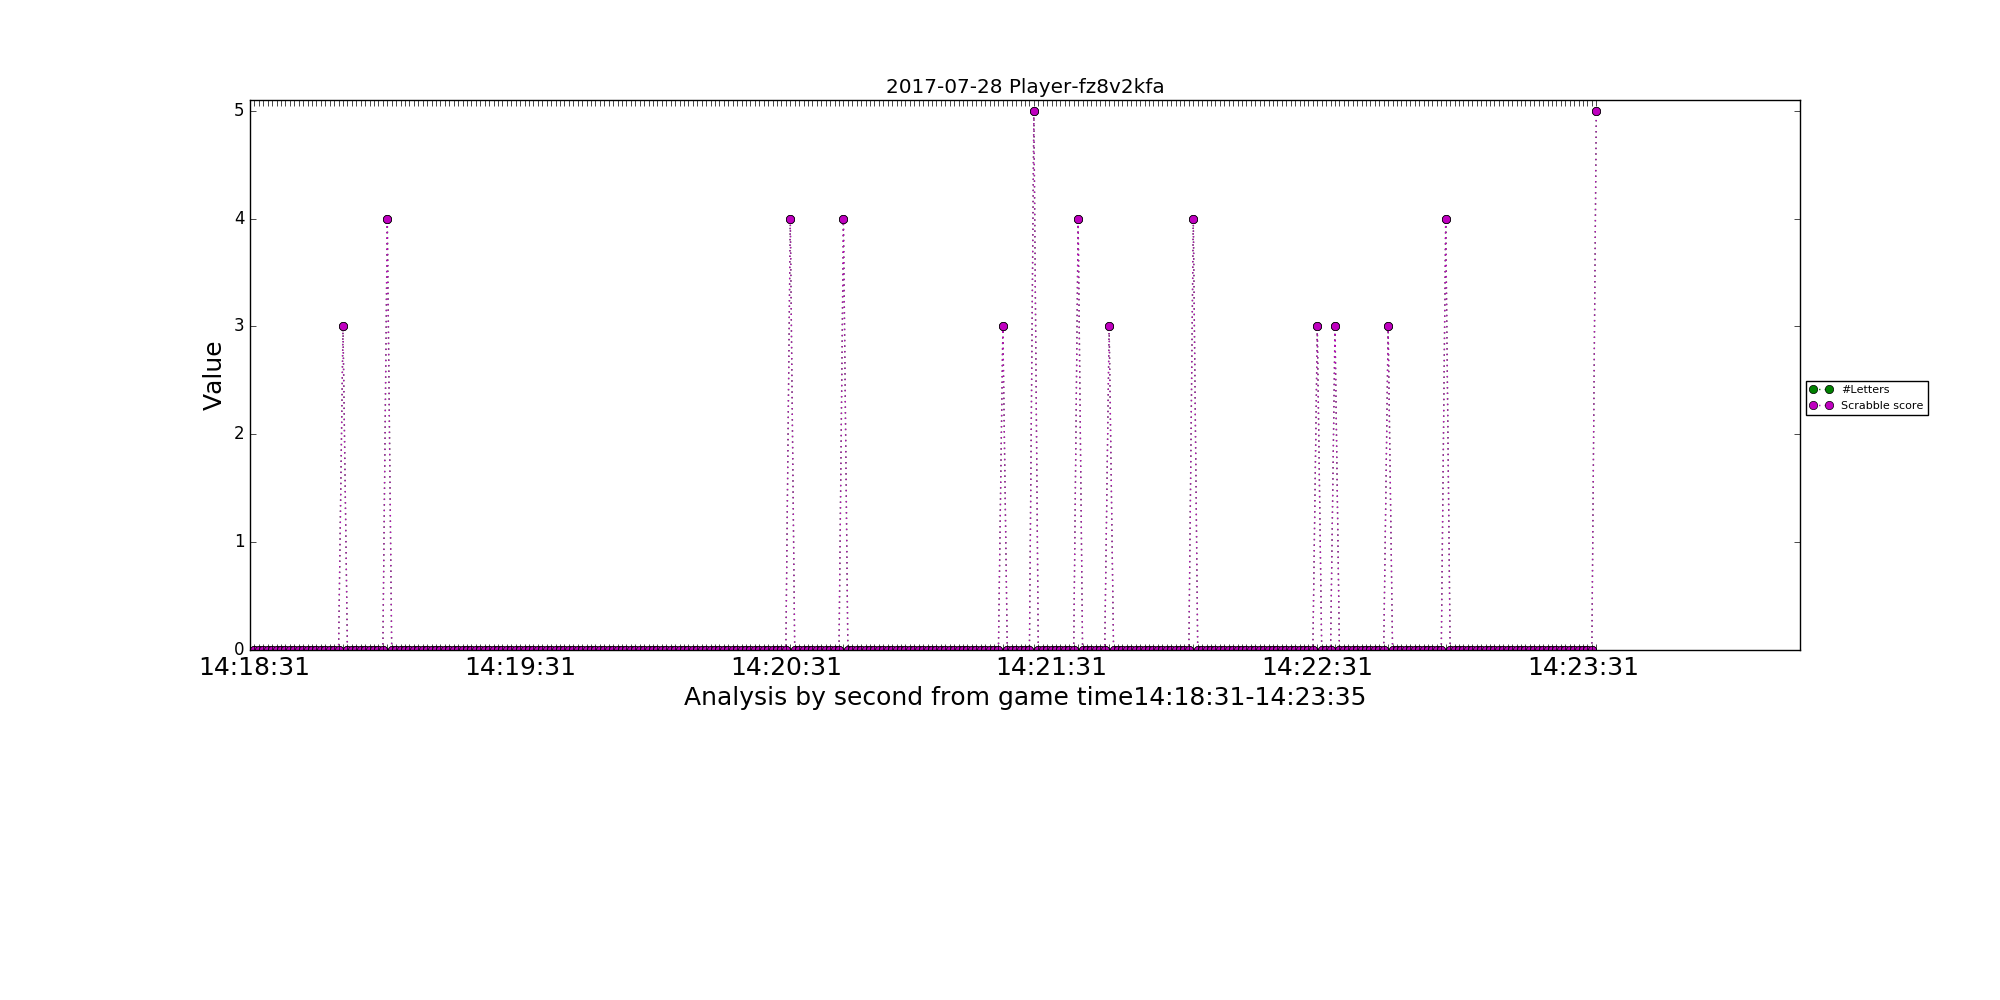 2017-07-28 Player-fz8v2kfa
5
4
3
2
1
0
Value
14:18:31 14:19:31 14:20:31 14:21:31 14:22:31 14:23:31
Analysis by second from game time14:18:31-14:23:35
#Letters
Scrabble score